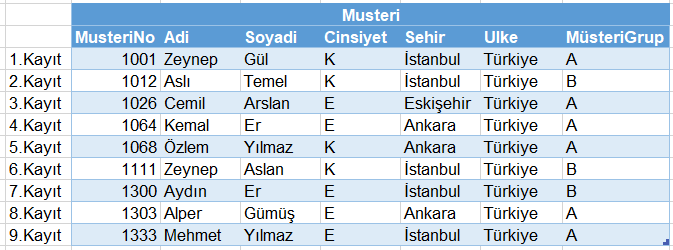 Musteri
MusteriNo Adi Soyadi Cinsiyet Sehir Ulke MüsteriGrup
1.Kayıt 1001 Zeynep Gül K İstanbul Türkiye A
2.Kayıt 1012 Aslı Temel K İstanbul Türkiye B
3.Kayıt 1026 Cemil Arslan E Eskişehir Türkiye A
4.Kayıt 1064 Kemal Er E Ankara Türkiye A
5.Kayıt 1068 Özlem Yılmaz K Ankara Türkiye A
6.Kayıt 1111 Zeynep Aslan K İstanbul Türkiye B
7.Kayıt 1300 Aydın Er E İstanbul Türkiye B
8.Kayıt 1303 Alper Gümüş E Ankara Türkiye A
9.Kayıt 1333 Mehmet Yılmaz E İstanbul Türkiye A